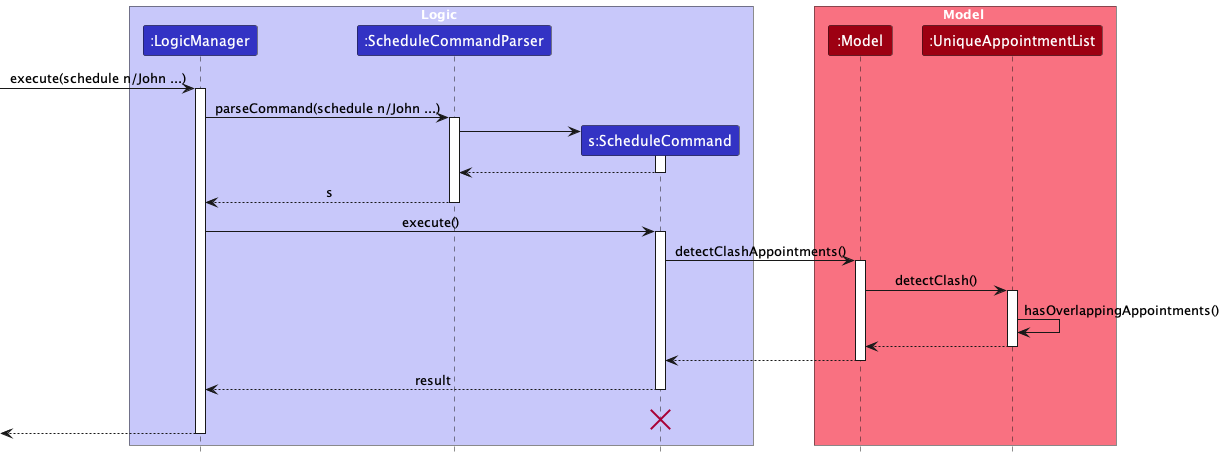 Logic
Model
:LogicManager
:ScheduleCommandParser
:Model
:UniqueAppointmentList
execute(schedule n/John ...)
parseCommand(schedule n/John ...)
s:ScheduleCommand
s
execute()
detectClashAppointments()
detectClash()
hasOverlappingAppointments()
result